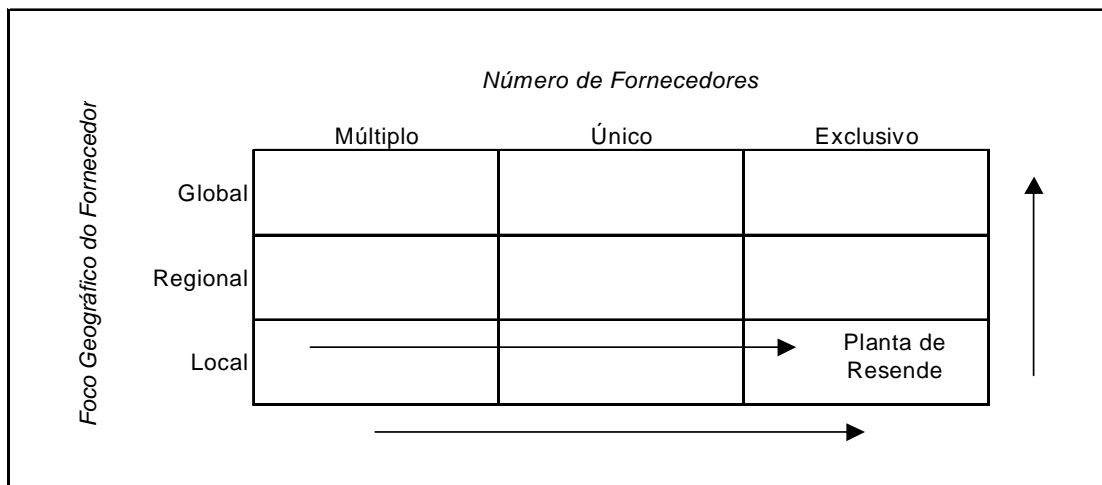 Número de Fornecedores
Foco Geográfico do Fornecedor
Múltiplo Único Exclusivo
Global
Regional
Local
Planta de
Resende